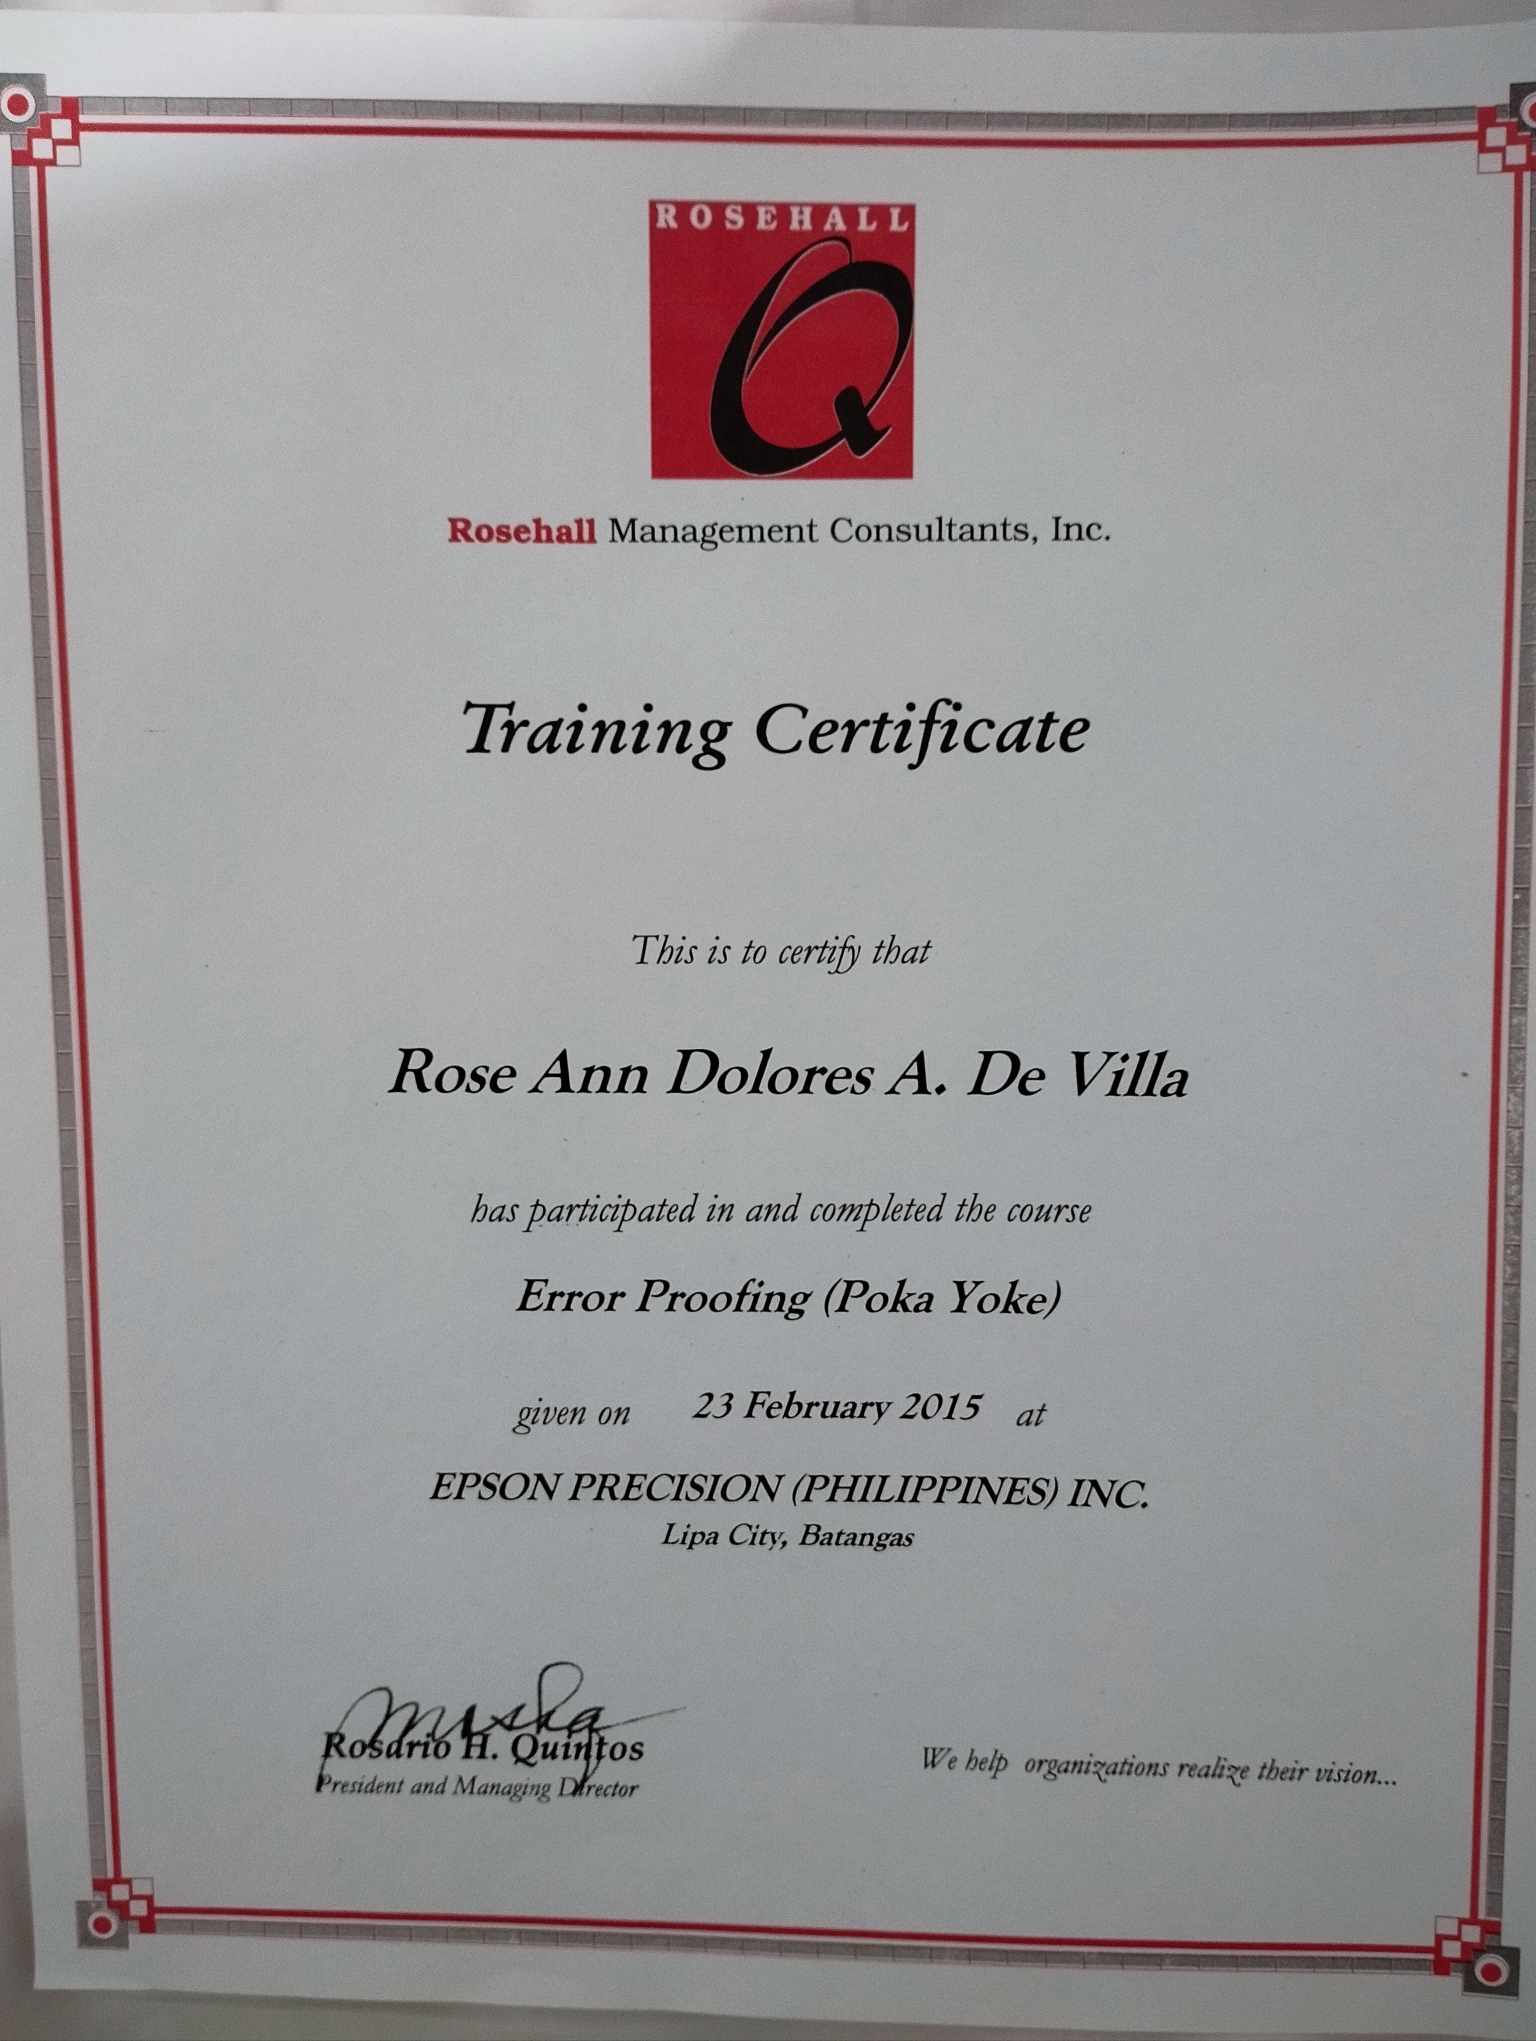 ROSEHALL
Q
Rosehall Management Consultants, Inc.
Training Certificate
This is to certify that
Rose Ann Dolores A. De Villa
has participated in and completed the course
Error Proofing (Poka Yoke)
given on 23 February 2015 at
EPSON PRECISION (PHILIPPINES) INC.
Lipa City, Batangas
Rosario H. Quintos
President and Managing Director
We help organizations realize their vision...